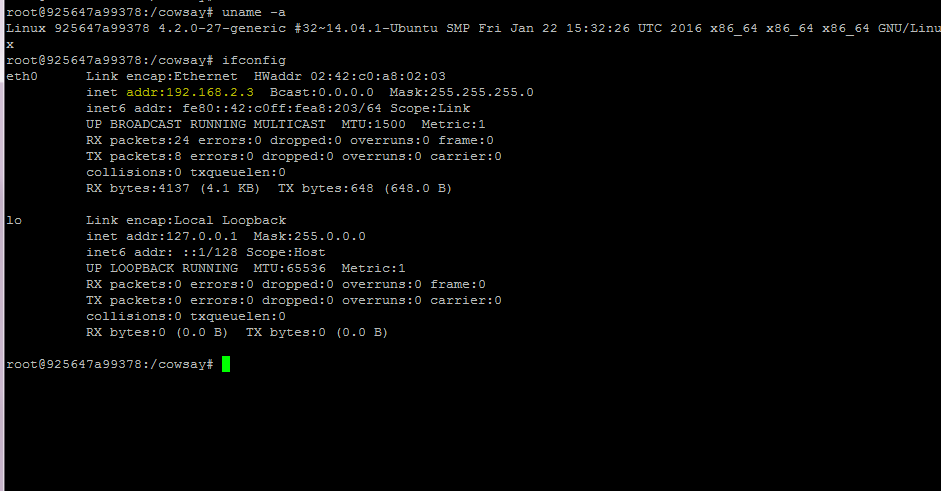 root@925647a99378:/cowsay# uname -a
Linux 925647a99378 4.2.0-27-generic #32~14.04.1-Ubuntu SMP Fri Jan 22 15:32:26 UTC 2016 x86_64 x86_64 x86_64 GNU/Linu
x
root@925647a99378:/cowsay# ifconfig
eth0      Link encap:Ethernet  HWaddr 02:42:c0:a8:02:03
          inet addr:192.168.2.3  Bcast:0.0.0.0  Mask:255.255.255.0
          inet6 addr: fe80::42:c0ff:fea8:203/64 Scope:Link
          UP BROADCAST RUNNING MULTICAST  MTU:1500  Metric:1
          RX packets:24 errors:0 dropped:0 overruns:0 frame:0
          TX packets:8 errors:0 dropped:0 overruns:0 carrier:0
          collisions:0 txqueuelen:0
          RX bytes:4137 (4.1 KB)  TX bytes:648 (648.0 B)

lo        Link encap:Local Loopback
          inet addr:127.0.0.1  Mask:255.0.0.0
          inet6 addr: ::1/128 Scope:Host
          UP LOOPBACK RUNNING  MTU:65536  Metric:1
          RX packets:0 errors:0 dropped:0 overruns:0 frame:0
          TX packets:0 errors:0 dropped:0 overruns:0 carrier:0
          collisions:0 txqueuelen:0
          RX bytes:0 (0.0 B)  TX bytes:0 (0.0 B)

root@925647a99378:/cowsay#